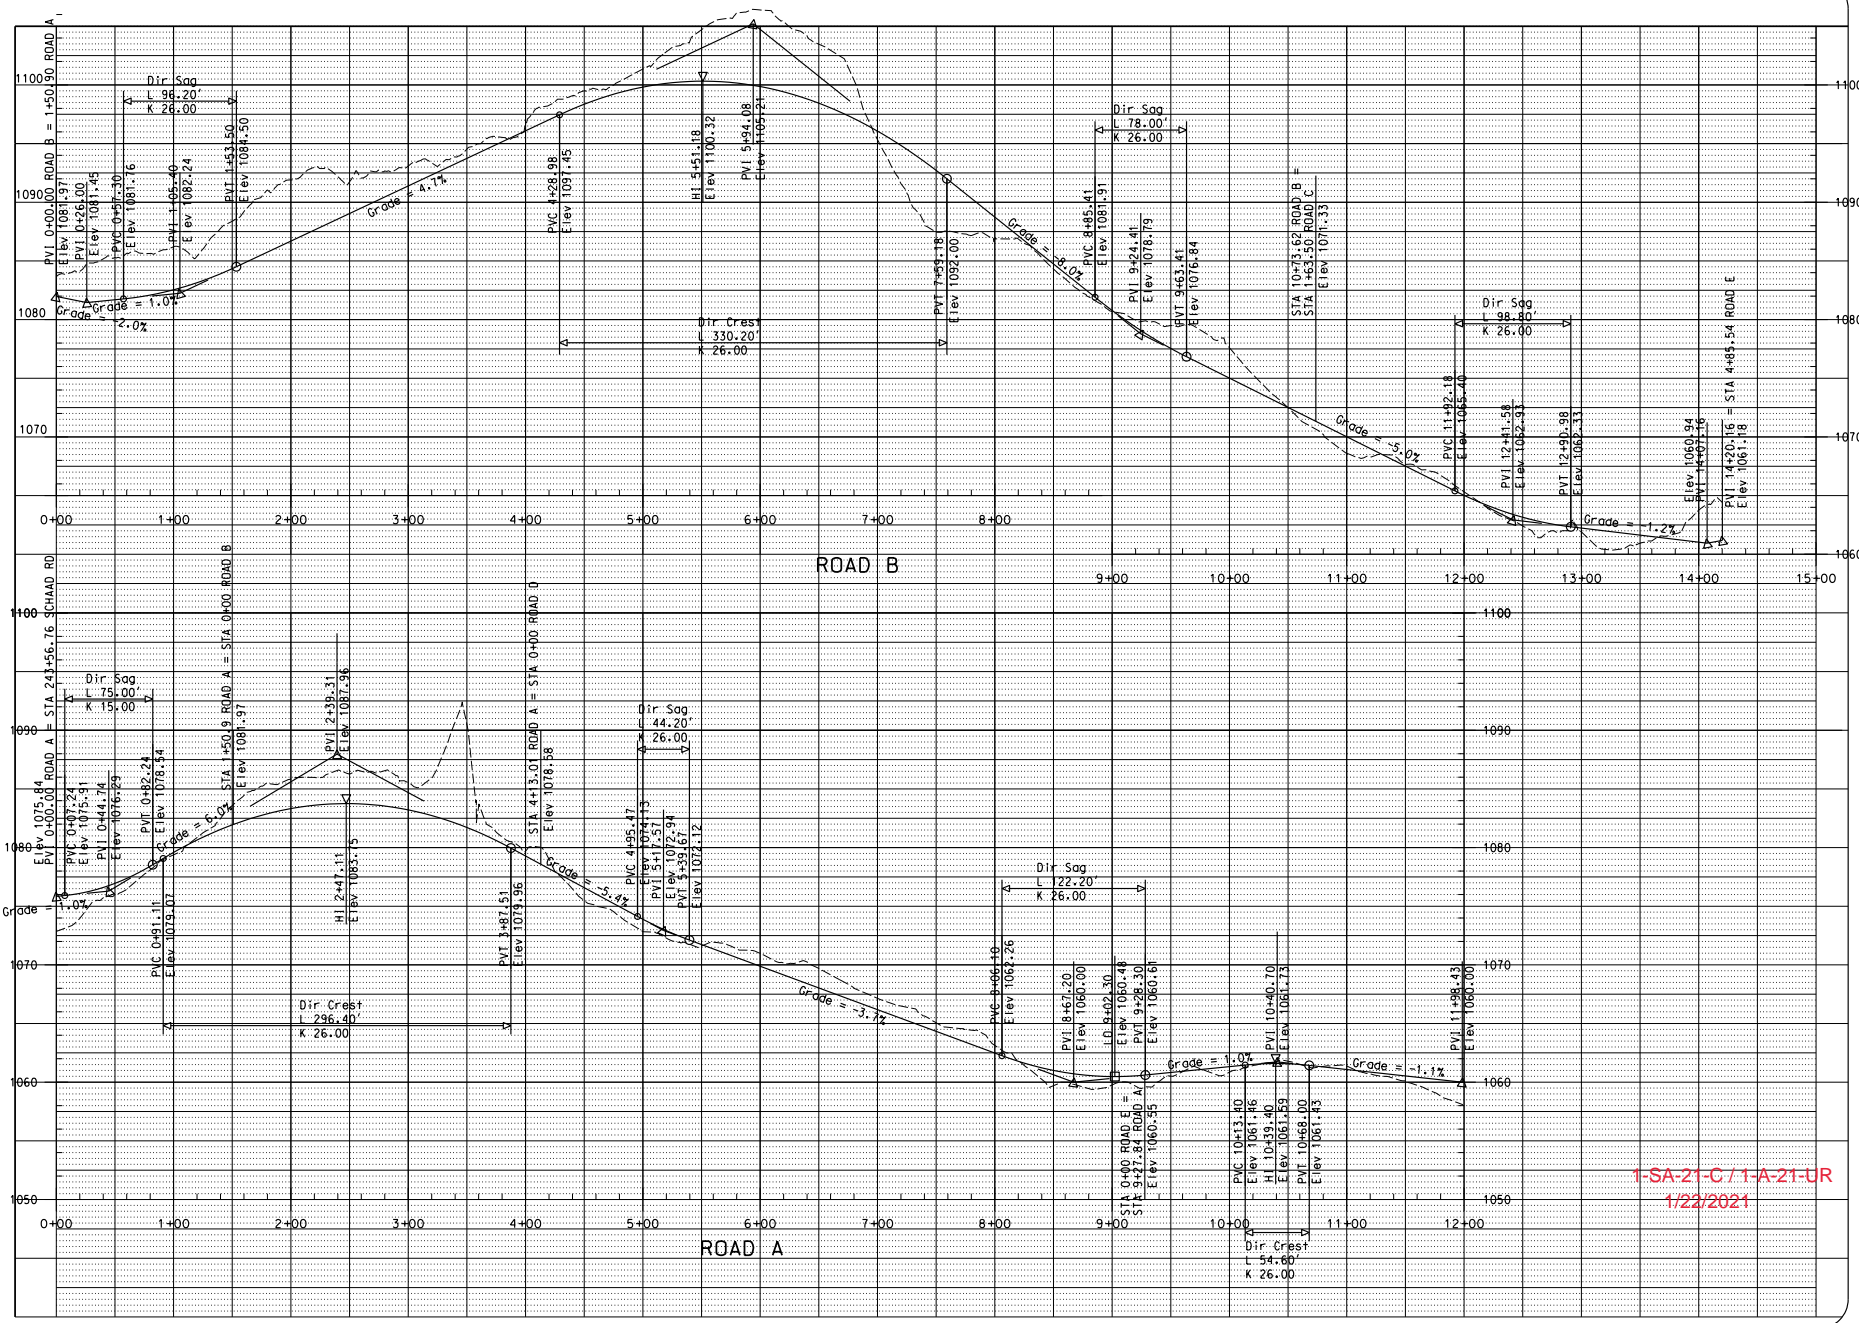 1100
1090
1080
1070
1100
1090
1080
1070
1060
PVI 0+00.00 ROAD B = 1+50.90 ROAD A
Elev 1081.97
PVI 0+26.00
Elev 1081.45
PVC 0+57.30
Elev 1081.76
Dir Sag
L 96.20'
K 26.00
PVI 1+05.40
Elev 1082.24
PVT 1+53.50
Elev 1084.50
Grade = -2.0%
Grade = 1.0%
Grade = 4.7%
PVC 4+28.98
Elev 1097.45
HI 5+51.18
Elev 1100.32
PVI 5+94.08
Elev 1105.21
Dir Crest
L 330.20'
K 26.00
PVT 7+59.18
Elev 1092.00
Grade = -8.0%
PVC 8+85.41
Elev 1081.91
Dir Sag
L 78.00'
K 26.00
PVI 9+24.41
Elev 1078.79
PVT 9+63.41
Elev 1076.84
STA 10+73.62 ROAD B =
STA 1+63.50 ROAD C
Elev 1071.33
Grade = -5.0%
PVC 11+92.18
Elev 1065.40
Dir Sag
L 98.80'
K 26.00
PVI 12+41.58
Elev 1062.93
PVT 12+90.98
Elev 1062.33
Grade = -1.2%
Elev 1060.94
PVI 14+07.16
PVI 14+20.16 = STA 4+85.54 ROAD E
Elev 1061.18
0+00 1+00 2+00 3+00 4+00 5+00 6+00 7+00 8+00
9+00 10+00 11+00 12+00 13+00 14+00 15+00
ROAD B
1100
1090
1080
1070
1060
1050
1100
1090
1080
1070
1060
1050
Elev 1075.84
PVI 0+00.00 ROAD A = STA 243+56.76 SCHAAD RD
PVC 0+07.24
Elev 1075.91
PVI 0+44.74
Elev 1076.29
Dir Sag
L 75.00'
K 15.00
PVT 0+82.24
Elev 1078.54
Grade = 1.0%
Grade = 6.0%
PVC 0+91.11
Elev 1079.07
STA 1+50.9 ROAD A = STA 0+00 ROAD B
Elev 1081.97
PVI 2+39.31
Elev 1087.96
HI 2+47.11
Elev 1083.75
Dir Crest
L 296.40'
K 26.00
PVT 3+87.51
Elev 1079.96
STA 4+13.01 ROAD A = STA 0+00 ROAD D
Elev 1078.58
Grade = -5.4%
PVC 4+95.47
Elev 1074.13
PVI 5+17.57
Elev 1072.94
PVT 5+39.67
Elev 1072.12
Dir Sag
L 44.20'
K 26.00
Grade = -3.7%
PVC 8+06.10
Elev 1062.26
Dir Sag
L 122.20'
K 26.00
PVI 8+67.20
Elev 1060.00
LO 9+02.30
Elev 1060.48
PVT 9+28.30
Elev 1060.61
STA 0+00 ROAD E =
STA 9+27.84 ROAD A
Elev 1060.55
Grade = 1.0%
PVC 10+13.40
Elev 1061.46
HI 10+39.40
Elev 1061.59
PVI 10+40.70
Elev 1061.73
PVT 10+68.00
Elev 1061.43
Dir Crest
L 54.60'
K 26.00
Grade = -1.1%
PVI 11+98.43
Elev 1060.00
0+00 1+00 2+00 3+00 4+00 5+00 6+00 7+00 8+00 9+00 10+00 11+00 12+00
ROAD A
1-SA-21-C / 1-A-21-UR
1/22/2021